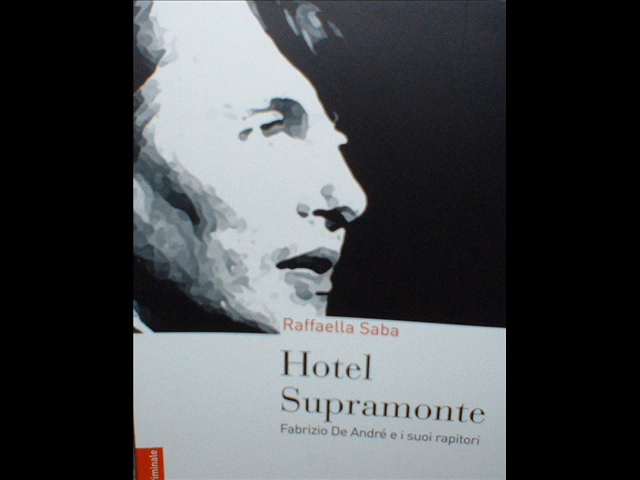 Raffaella Saba
Hotel
Supramonte
Fabrizio De André e i suoi rapitori